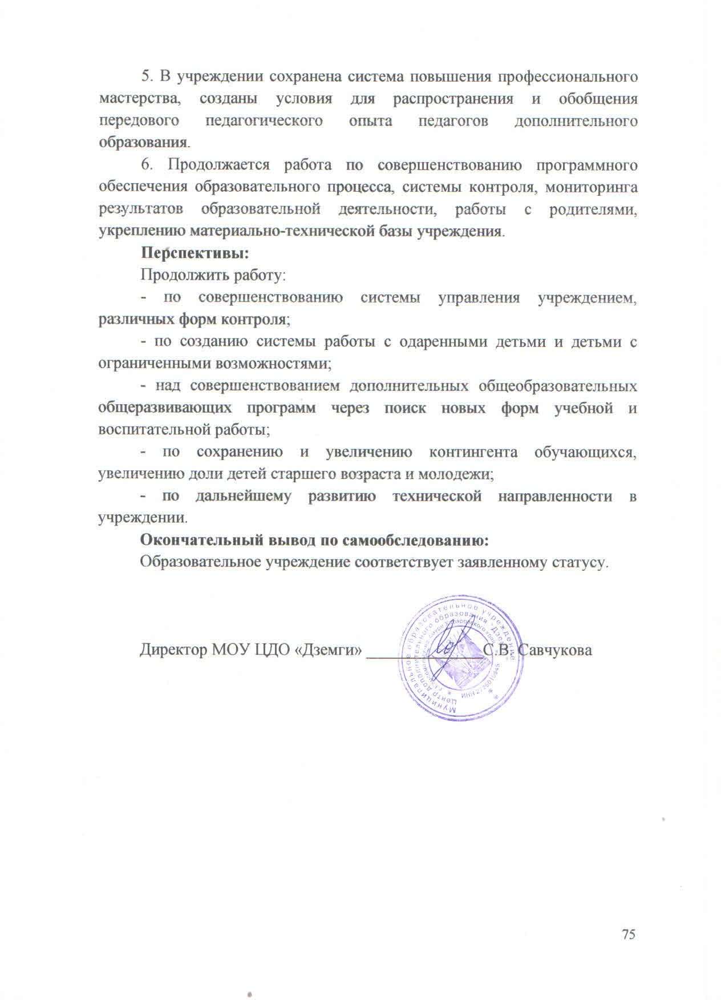 5. В учреждении сохранена система повышения профессионального
мастерства, созданы условия для распространения и обобщения
передового педагогического опыта педагогов дополнительного
образования.
6. Продолжается работа по совершенствованию программного
обеспечения образовательного процесса, системы контроля, мониторинга
результатов образовательной деятельности, работы с родителями,
укреплению материально-технической базы учреждения.
Перспективы:
Продолжить работу:
- по совершенствованию системы управления учреждением,
различных форм контроля;
- по созданию системы работы с одаренными детьми и детьми с
ограниченными возможностями;
- над совершенствованием дополнительных общеобразовательных
общеразвивающих программ через поиск новых форм учебной и
воспитательной работы;
- по сохранению и увеличению контингента обучающихся,
увеличению доли детей старшего возраста и молодежи;
- по дальнейшему развитию технической направленности в
учреждении.
Окончательный вывод по самообследованию:
Образовательное учреждение соответствует заявленному статусу.
Директор МОУ ЦДО «Дземги» ______________С.В. Савчукова
Муниципальное образовательное учреждение
Центр дополнительного образования
ИНН
75